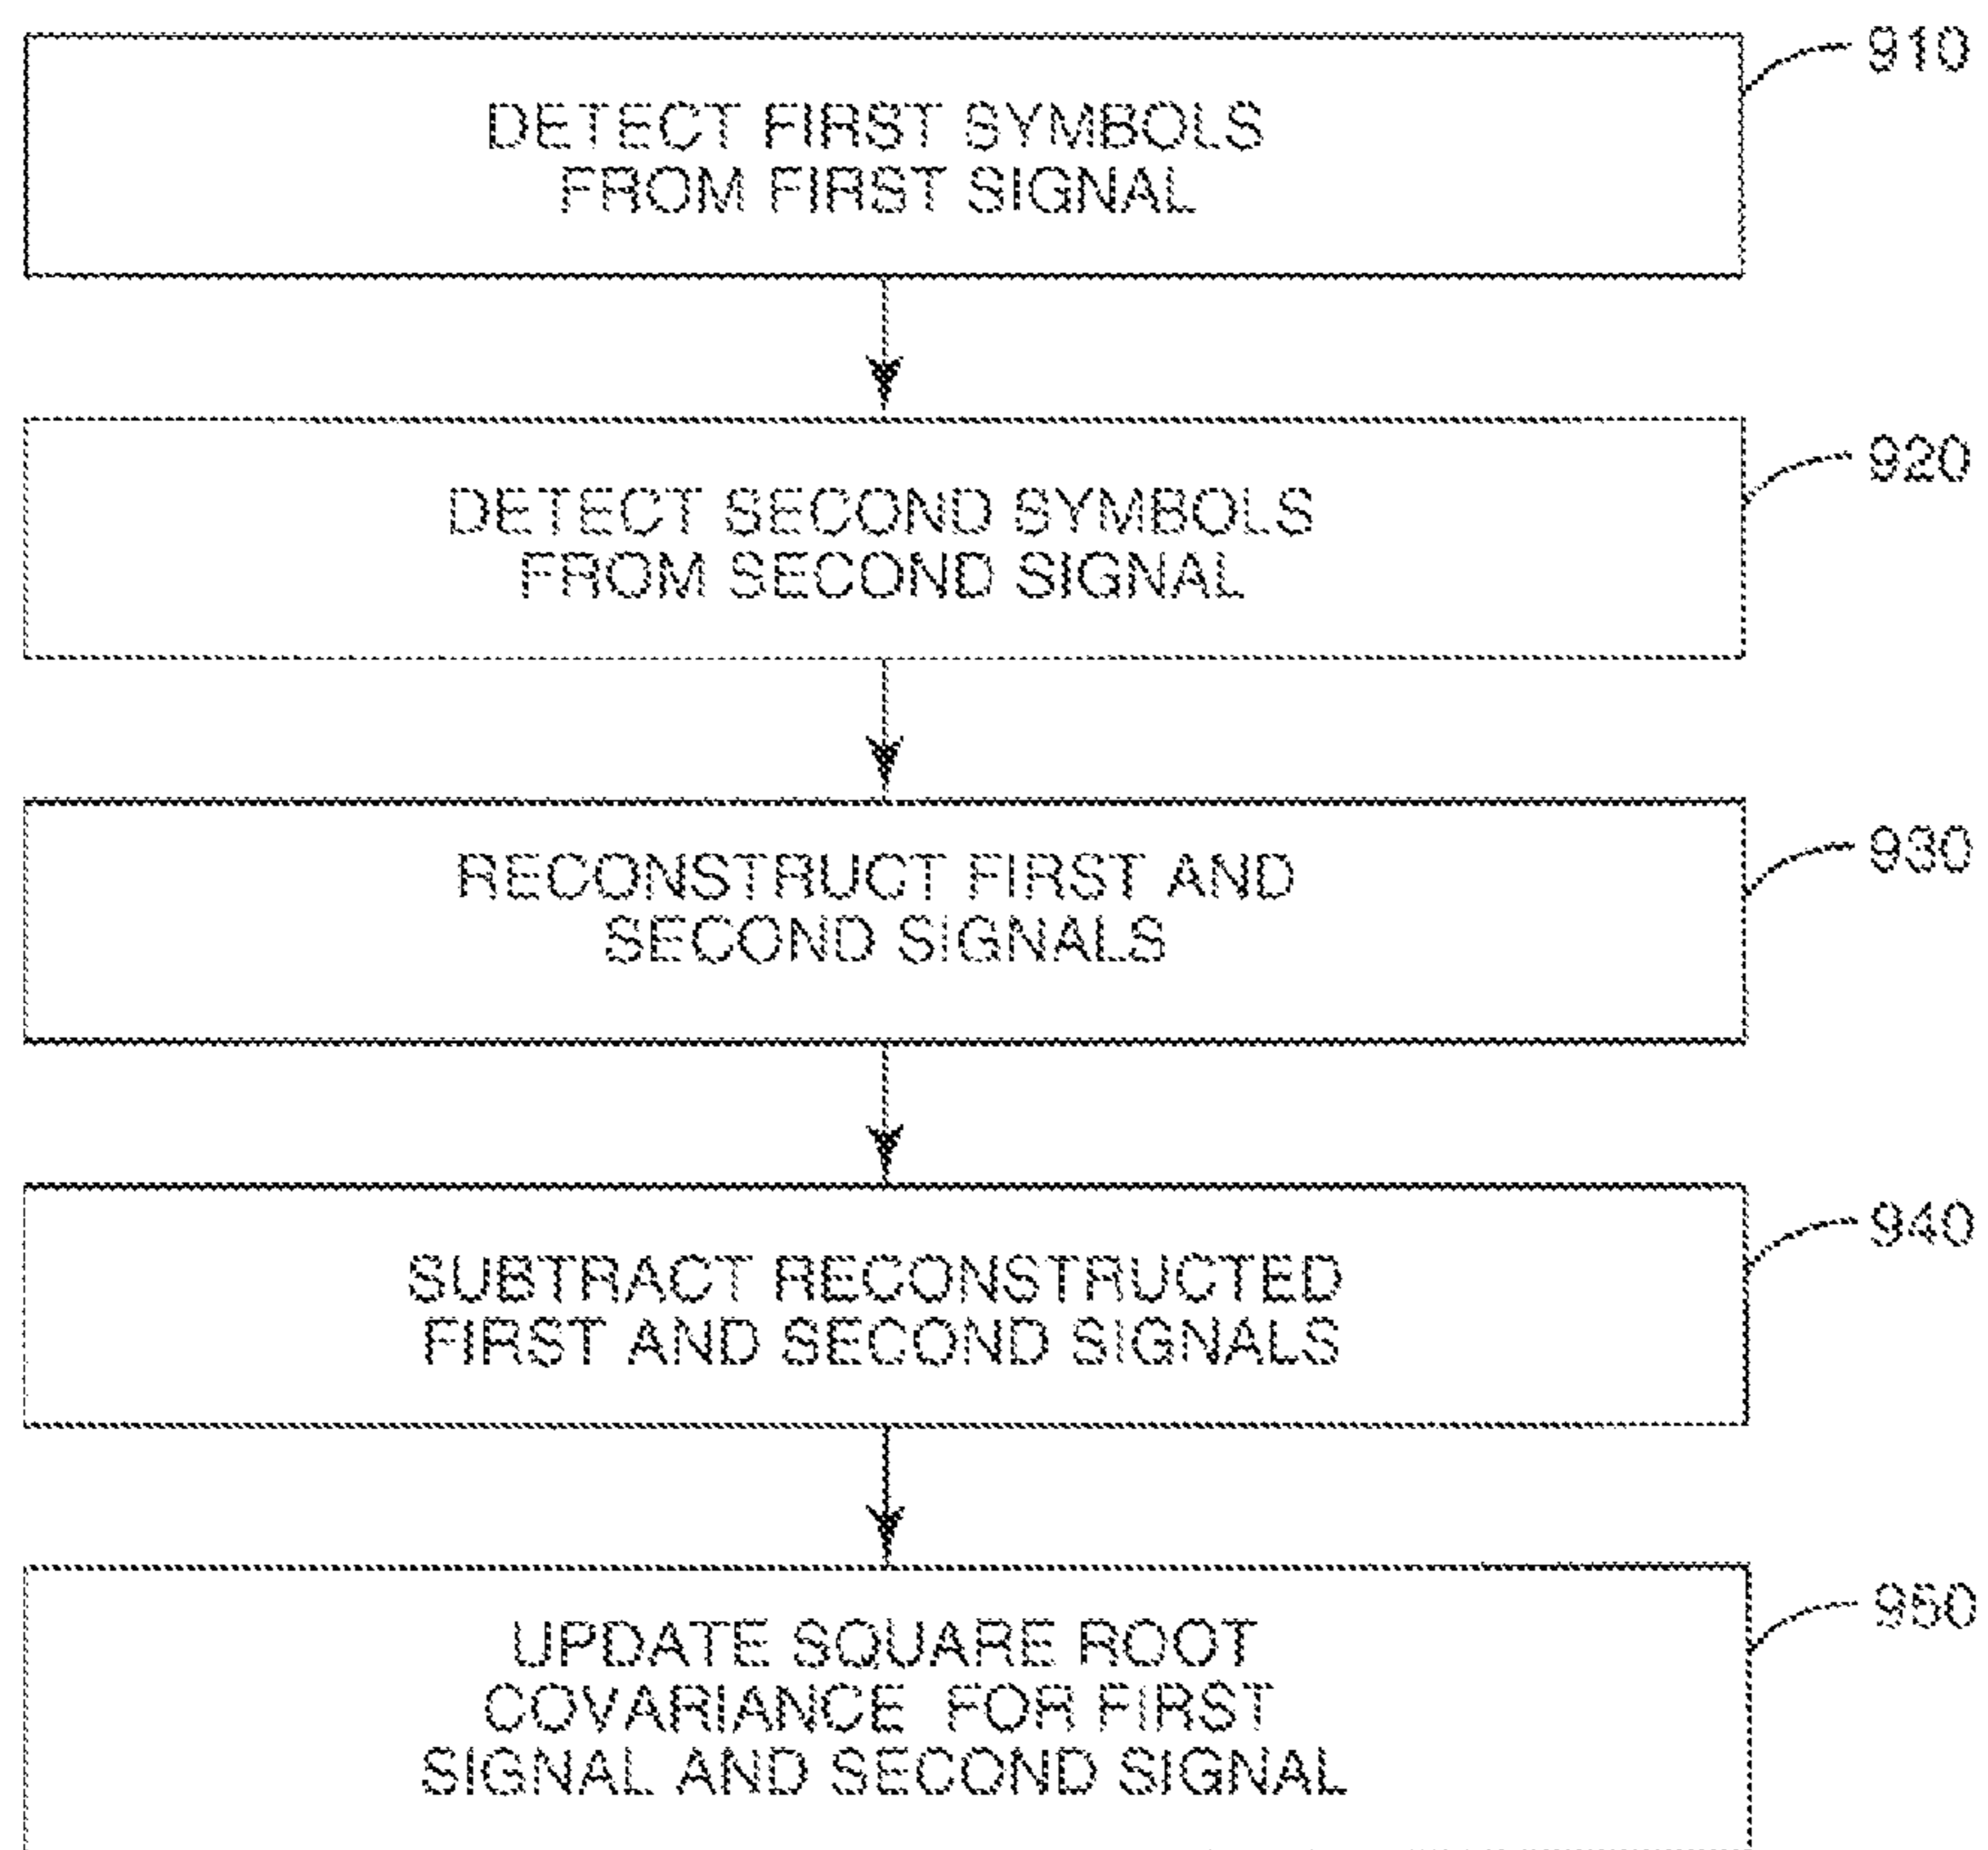 910
DETECT FIRST SYMBOLS
FROM FIRST SIGNAL
920
DETECT SECOND SYMBOLS
FROM SECOND SIGNAL
930
RECONSTRUCT FIRST AND
SECOND SIGNALS
940
SUBTRACT RECONSTRUCTED
FIRST AND SECOND SIGNALS
950
UPDATE SQUARE ROOT
COVARIANCE FOR FIRST
SIGNAL AND SECOND SIGNAL